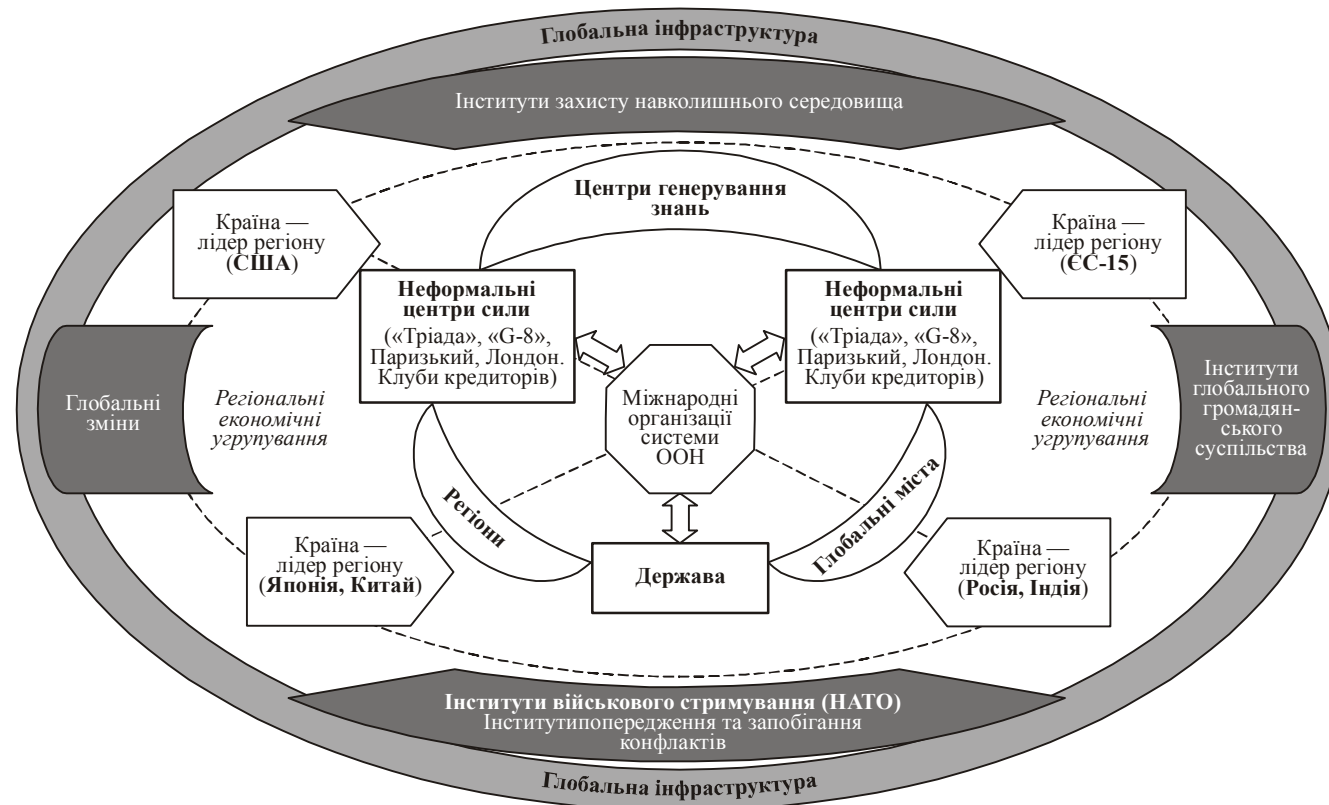 Глобальна інфраструктура
Інститути захисту навколишнього середовища
Центри генерування
знань
Країна —
лідер регіону
(США)
Країна —
лідер регіону
(ЄС-15)
Неформальні
центри сили
(«Тріада», «G-8»,
Паризький, Лондон.
Клуби кредиторів)
Неформальні
центри сили
(«Тріада», «G-8»,
Паризький, Лондон.
Клуби кредиторів)
Глобальні
зміни
Регіональні
економічні
угрупування
Міжнародні
організації
системи
ООН
Регіональні
економічні
угрупування
Інститути
глобального
громадян-
ського
суспільства
Регіони
Глобальні міста
Країна —
лідер регіону
(Японія, Китай)
Держава
Країна —
лідер регіону
(Росія, Індія)
Інститути військового стримування (НАТО)
Інститутипопередження та запобігання
конфлактів
Глобальна інфраструктура